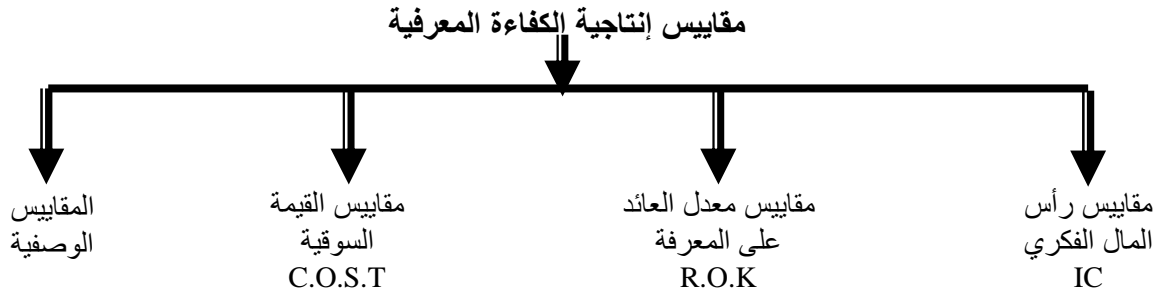 مقاييس إنتاجية الكفاءة المعرفية
مقاييس رأس
المال الفكري
IC
مقاييس معدل العائد
على المعرفة
R.O.K
مقاييس القيمة
السوقية
C.O.S.T
المقاييس
الوصفية